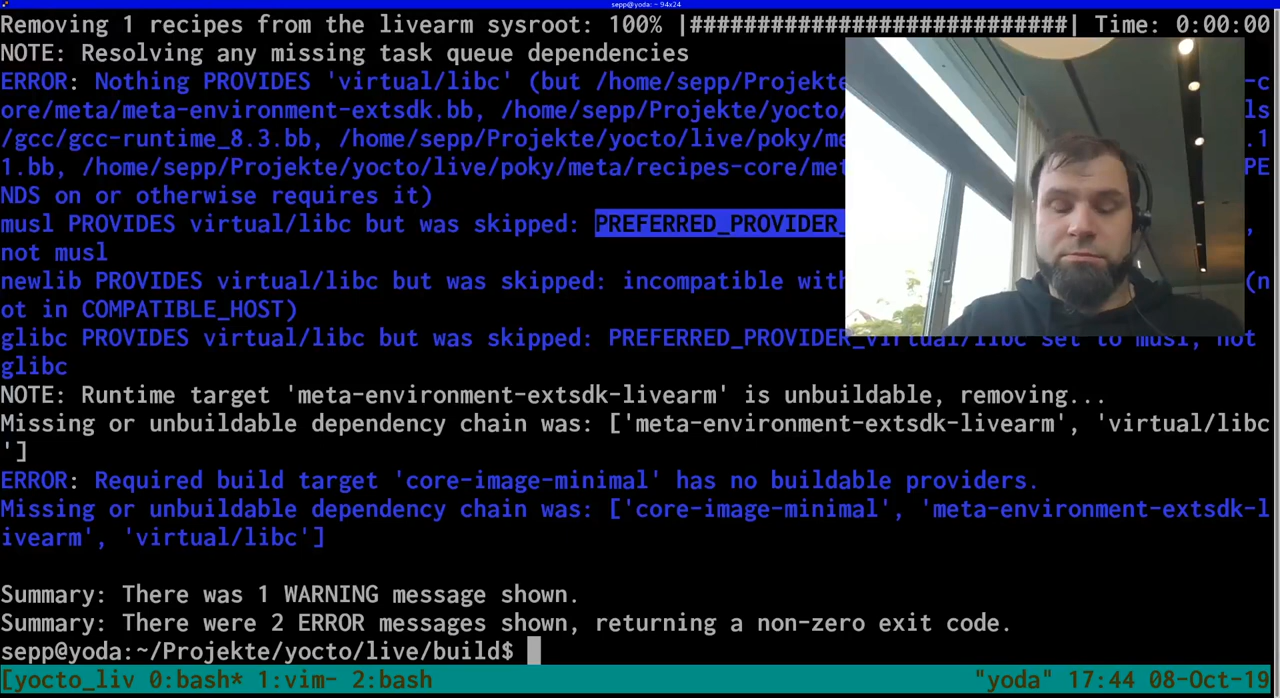 sepp@yoda: ~ 94x24
Removing 1 recipes from the livearm sysroot: 100% |############################| Time: 0:00:00
NOTE: Resolving any missing task queue dependencies
ERROR: Nothing PROVIDES 'virtual/libc' (but /home/sepp/Projekte -c
ore/meta/meta-environment-extsdk.bb, /home/sepp/Projekte/yocto/ ls
/gcc/gcc-runtime_8.3.bb, /home/sepp/Projekte/yocto/live/poky/me .1
1.bb, /home/sepp/Projekte/yocto/live/poky/meta/recipes-core/met PE
NDS on or otherwise requires it)
musl PROVIDES virtual/libc but was skipped: PREFERRED_PROVIDER_ ,
not musl
newlib PROVIDES virtual/libc but was skipped: incompatible with (n
ot in COMPATIBLE_HOST)
glibc PROVIDES virtual/libc but was skipped: PREFERRED_PROVIDER_virtual/libc set to musl, not
glibc
NOTE: Runtime target 'meta-environment-extsdk-livearm' is unbuildable, removing...
Missing or unbuildable dependency chain was: ['meta-environment-extsdk-livearm', 'virtual/libc
']
ERROR: Required build target 'core-image-minimal' has no buildable providers.
Missing or unbuildable dependency chain was: ['core-image-minimal', 'meta-environment-extsdk-l
ivearm', 'virtual/libc']
Summary: There was 1 WARNING message shown.
Summary: There were 2 ERROR messages shown, returning a non-zero exit code.
sepp@yoda:~/Projekte/yocto/live/build$
[yocto_liv 0:bash* 1:vim- 2:bash "yoda" 17:44 08-Oct-19